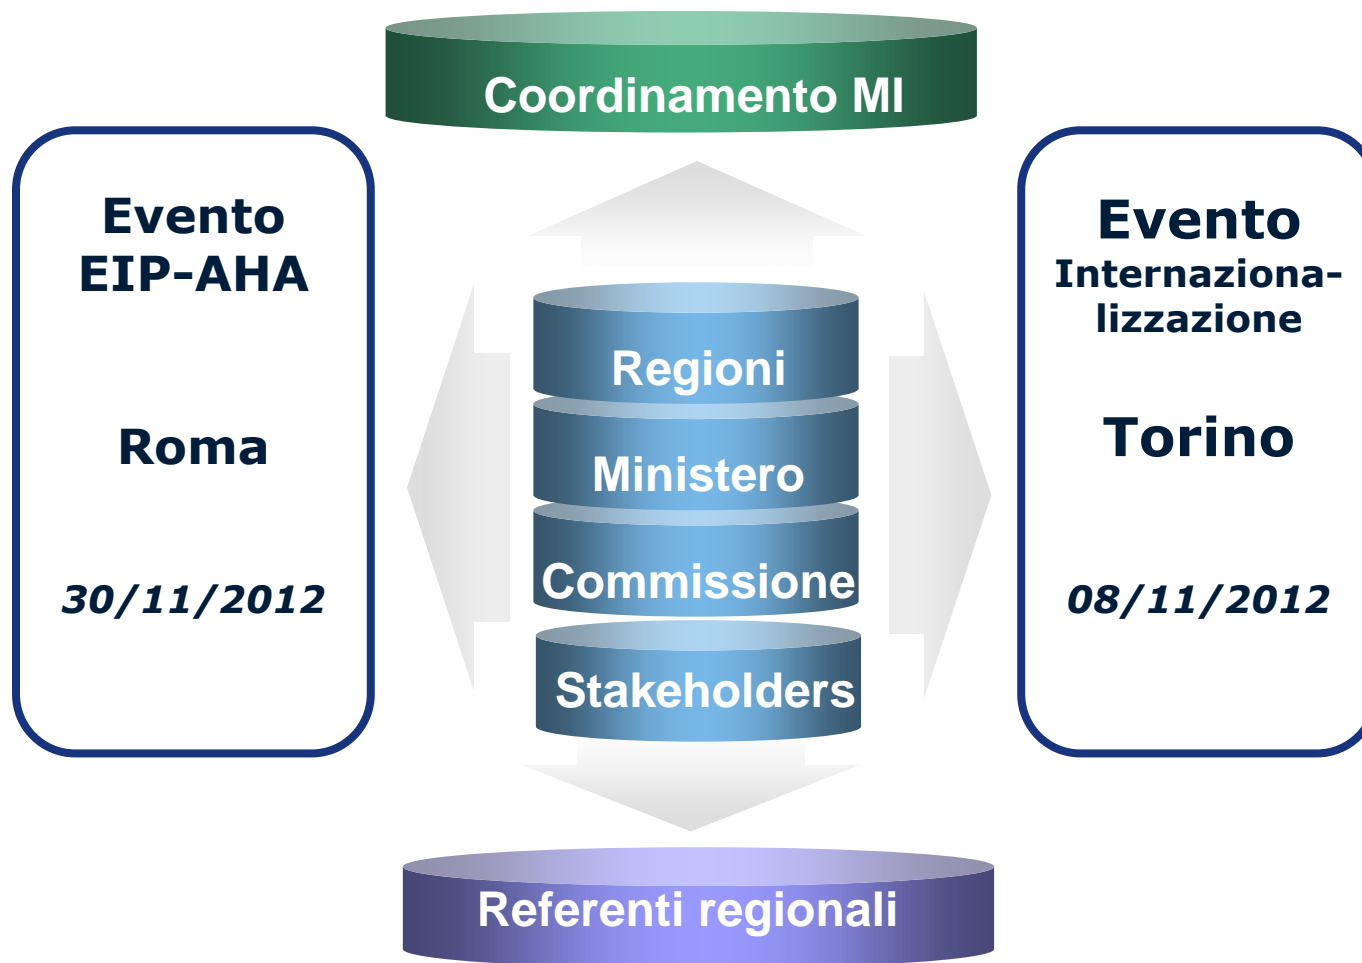 Coordinamento MI
Evento
EIP-AHA
Roma
30/11/2012
Regioni
Ministero
Commissione
Stakeholders
Evento
Internaziona-
lizzazione
Torino
08/11/2012
Referenti regionali